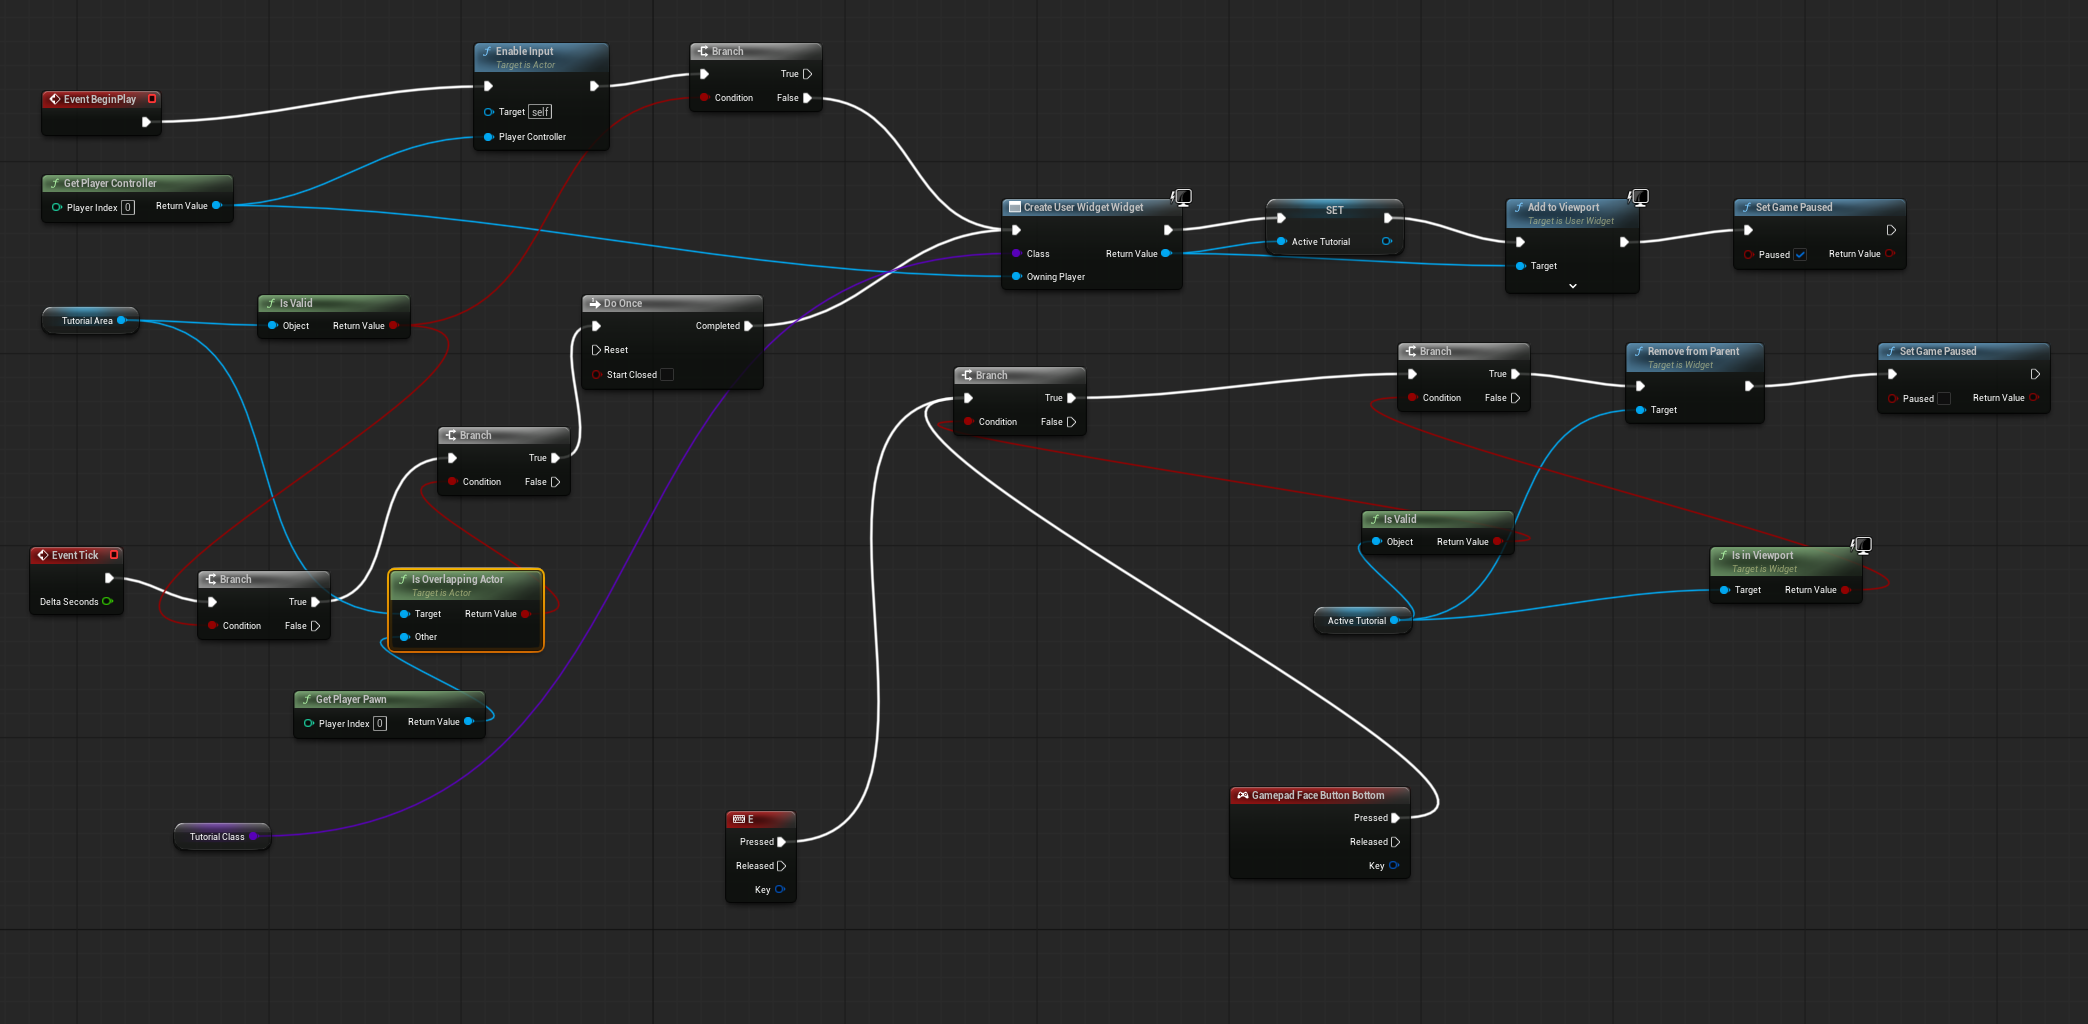 Event BeginPlay
Enable Input
Target is Actor
Target self
Player Controller
Branch
True
Condition
False
Get Player Controller
Player Index 0
Return Value
Create User Widget Widget
Class
Return Value
Owning Player
SET
Active Tutorial
Add to Viewport
Target is User Widget
Target
Set Game Paused
Paused
Return Value
Tutorial Area
Is Valid
Object
Return Value
Do Once
Completed
Reset
Start Closed
Branch
True
Condition
False
Branch
True
Condition
False
Remove from Parent
Target is Widget
Target
Set Game Paused
Paused
Return Value
Branch
True
Condition
False
Event Tick
Delta Seconds
Branch
True
Condition
False
Is Overlapping Actor
Target is Actor
Target
Return Value
Other
Get Player Pawn
Player Index 0
Return Value
Is Valid
Object
Return Value
Active Tutorial
Is in Viewport
Target is Widget
Target
Return Value
Tutorial Class
E
Pressed
Released
Key
Gamepad Face Button Bottom
Pressed
Released
Key